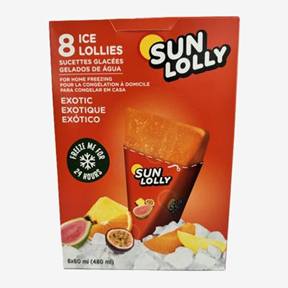 8 ICE
LOLLIES
SUCETTES GLACÉES
GELADOS DE ÁGUA
FOR HOME FREEZING
POUR LA CONGÉLATION À DOMICILE
PARA CONGELAR EM CASA
EXOTIC
EXOTIQUE
EXÓTICO
SUN
LOLLY
FREEZE ME FOR
24 HOURS
SUN
LOLLY
8x60 ml (480 ml)